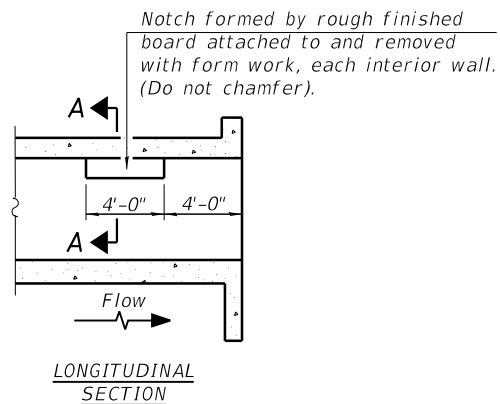 Notch formed by rough finished
board attached to and removed
with form work, each interior wall.
(Do not chamfer).
A
4'-0" 4'-0"
A
Flow
LONGITUDINAL
SECTION